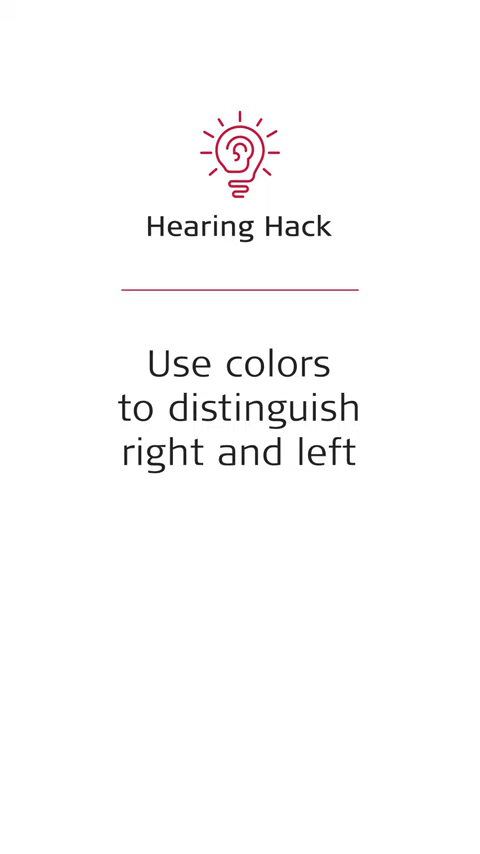 Hearing Hack
Use colors
to distinguish
right and left